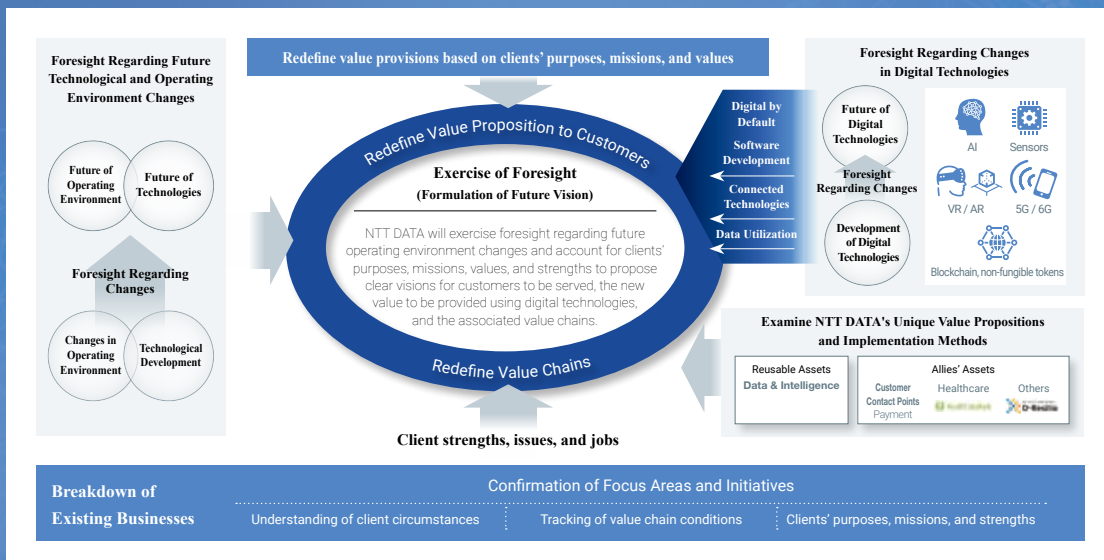 Foresight Regarding Future
Technological and Operating
Environment Changes
Future of
Operating
Environment
Future of
Technologies
Foresight Regarding
Changes
Changes in
Operating
Environment
Technological
Development
Redefine value provisions based on clients' purposes, missions, and values
Redefine Value Proposition to Customers
Exercise of Foresight
(Formulation of Future Vision)
NTT DATA will exercise foresight regarding future
operating environment changes and account for clients'
purposes, missions, values, and strengths to propose
clear visions for customers to be served, the new
value to be provided using digital technologies,
and the associated value chains.
Redefine Value Chains
Client strengths, issues, and jobs
Digital by
Default
Software
Development
Connected
Technologies
Data Utilization
Foresight Regarding Changes
in Digital Technologies
Future of
Digital
Technologies
Foresight
Regarding Changes
Development
of Digital
Technologies
AI
Sensors
VR / AR
5G / 6G
Blockchain, non-fungible tokens
Examine NTT DATA's Unique Value Propositions
and Implementation Methods
Reusable Assets
Data & Intelligence
Allies' Assets
Customer
Contact Points
Payment
Healthcare
Others
Breakdown of
Existing Businesses
Confirmation of Focus Areas and Initiatives
Understanding of client circumstances
Tracking of value chain conditions
Clients' purposes, missions, and strengths